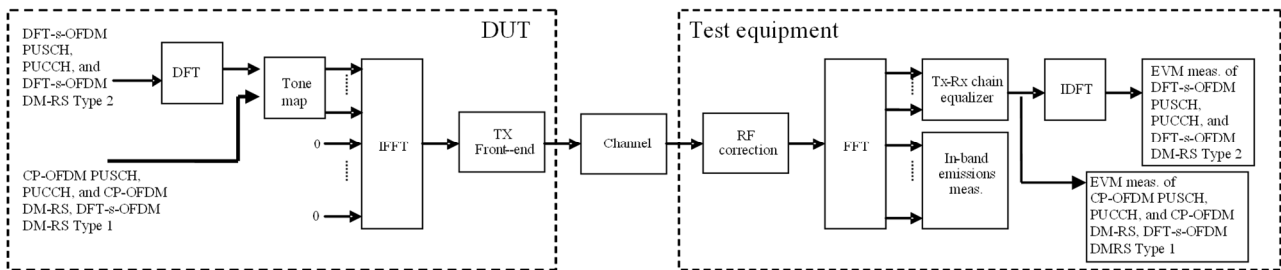 DUT
DFT-s-OFDM
PUSCH,
PUCCH, and
DFT-s-OFDM
DM-RS Type 2
DFT
Tone
map
CP-OFDM PUSCH,
PUCCH, and CP-OFDM
DM-RS, DFT-s-OFDM
DM-RS Type 1
0
0
IFFT
TX
Front--end
Channel
Test equipment
RF
correction
FFT
Tx-Rx chain
equalizer
In-band
emissions
meas.
IDFT
EVM meas. of
DFT-s-OFDM
PUSCH,
PUCCH, and
DFT-s-OFDM
DM-RS Type 2
EVM meas. of
CP-OFDM PUSCH,
PUCCH, and CP-OFDM
DM-RS, DFT-s-OFDM
DMRS Type 1